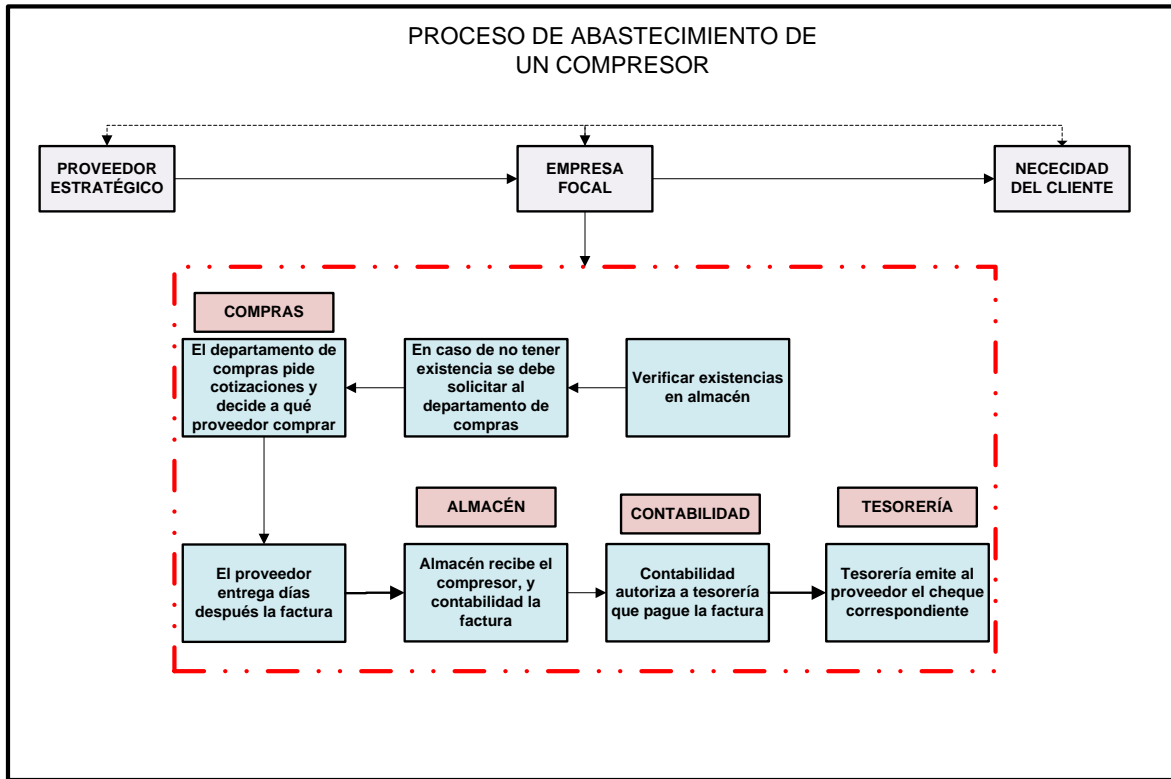 PROCESO DE ABASTECIMIENTO DE
UN COMPRESOR
PROVEEDOR
ESTRATÉGICO
EMPRESA
FOCAL
NECECIDAD
DEL CLIENTE
COMPRAS
El departamento de
compras pide
cotizaciones y
decide a qué
proveedor comprar
En caso de no tener
existencia se debe
solicitar al
departamento de
compras
Verificar existencias
en almacén
ALMACÉN
CONTABILIDAD
TESORERÍA
El proveedor
entrega días
después la factura
Almacén recibe el
compresor, y
contabilidad la
factura
Contabilidad
autoriza a tesorería
que pague la factura
Tesorería emite al
proveedor el cheque
correspondiente